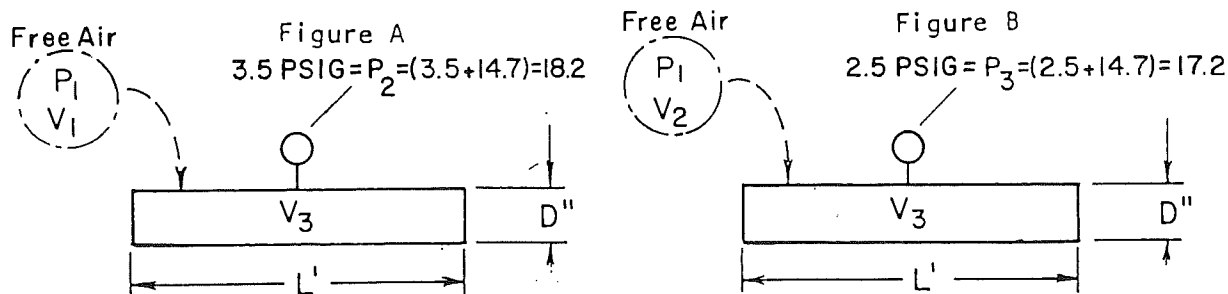 Free Air
Figure A
P₁
V₁
3.5 PSIG = P₂ = (3.5+14.7) = 18.2
V₃
D"
L'
Free Air
Figure B
P₁
V₂
2.5 PSIG = P₃ = (2.5+14.7) = 17.2
V₃
D"
L'